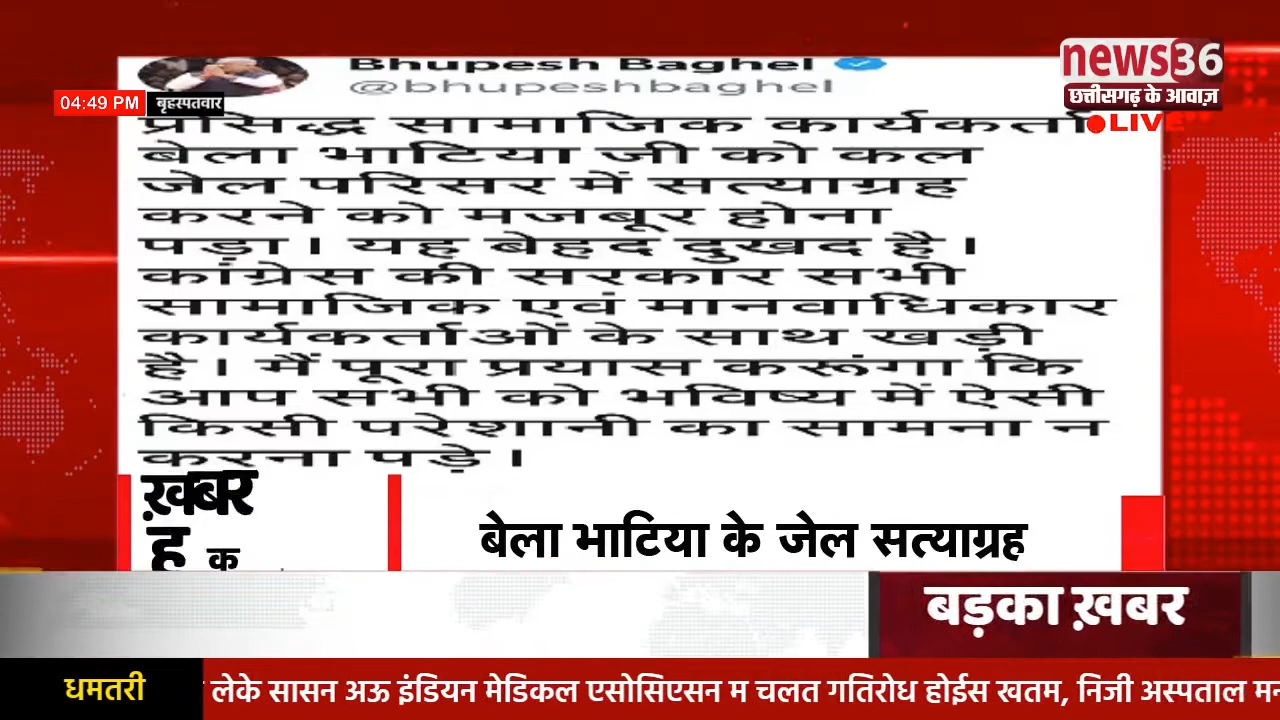 Bhupesh Baghel
@bhupeshbaghel
news36
छत्तीसगढ़ के आवाज़
LIVE
04:49 PM बृहस्पतवार
प्रसिद्ध सामाजिक कार्यकर्ता
बेला भाटिया जी को कल
जेल परिसर में सत्याग्रह
करने को मजबूर होना
पड़ा। यह बेहद दुखद है।
कांग्रेस की सरकार सभी
सामाजिक एवं मानवाधिकार
कार्यकर्ताओं के साथ खड़ी
है। मैं पूरा प्रयास करूंगा कि
आप सभी को भविष्य में ऐसी
किसी परेशानी का सामना न
करना पड़े।
ख़बर
ह क
बेला भाटिया के जेल सत्याग्रह
बड़का ख़बर
धमतरी
लेके सासन अऊ इंडियन मेडिकल एसोसिएसन म चलत गतिरोध होईस खतम, निजी अस्पताल मन